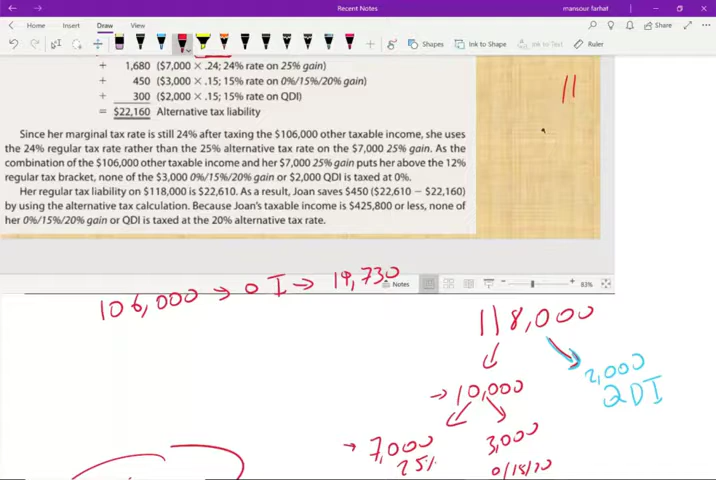 Recent Notes
mansour farhat
Home Insert Draw View
Share
Shapes Ink to Shape Ink to Text Ruler
+ 1,680 ($7,000 × .24; 24% rate on 25% gain)
+ 450 ($3,000 × .15; 15% rate on 0%/15%/20% gain)
+ 300 ($2,000 × .15; 15% rate on QDI)
= $22,160 Alternative tax liability
Since her marginal tax rate is still 24% after taxing the $106,000 other taxable income, she uses
the 24% regular tax rate rather than the 25% alternative tax rate on the $7,000 25% gain. As the
combination of the $106,000 other taxable income and her $7,000 25% gain puts her above the 12%
regular tax bracket, none of the $3,000 0%/15%/20% gain or $2,000 QDI is taxed at 0%.
Her regular tax liability on $118,000 is $22,610. As a result, Joan saves $450 ($22,610 − $22,160)
by using the alternative tax calculation. Because Joan's taxable income is $425,800 or less, none of
her 0%/15%/20% gain or QDI is taxed at the 20% alternative tax rate.
11
Notes
83%
106,000 → O I → 19,730
118,000
2,000
QDI
→ 10,000
→ 7,000 3,000
25% 0/15/20